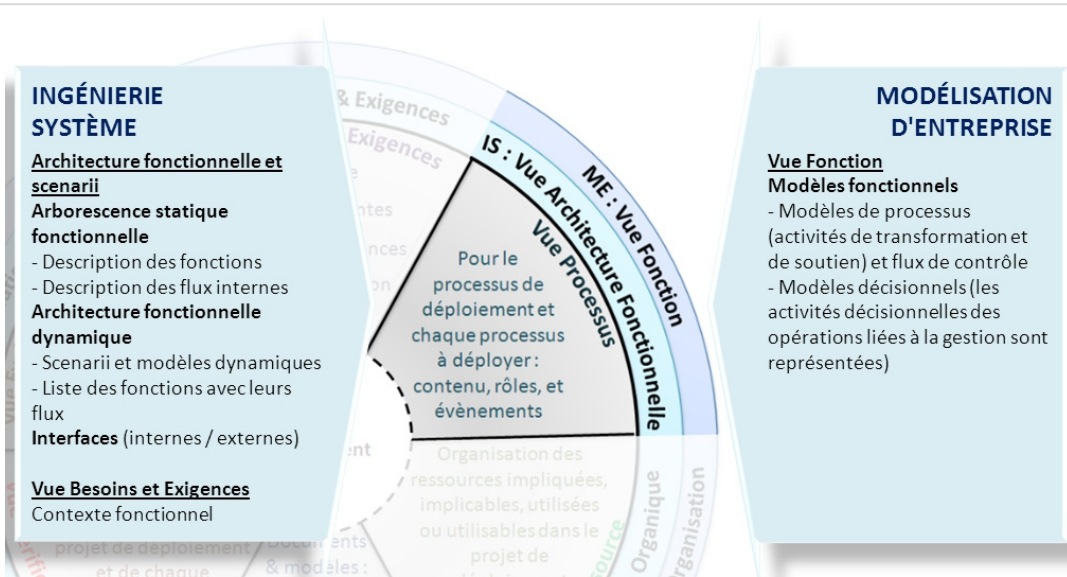 INGÉNIERIE
SYSTÈME
Architecture fonctionnelle et
scenarii
Arborescence statique
fonctionnelle
- Description des fonctions
- Description des flux internes
Architecture fonctionnelle
dynamique
- Scenarii et modèles dynamiques
- Liste des fonctions avec leurs
flux
Interfaces (internes / externes)
Vue Besoins et Exigences
Contexte fonctionnel
& Exigences
Exigences
IS : Vue Architecture Fonctionnelle
ME : Vue Fonction
Vue Processus
Pour le
processus de
déploiement et
chaque processus
à déployer :
contenu, rôles, et
évènements
Organisation des
ressources impliquées,
implicables, utilisées
ou utilisables dans le
projet de
Organique
Organisation
projet de déploiement
et de chaque
Documents
& modèles :
MODÉLISATION
D'ENTREPRISE
Vue Fonction
Modèles fonctionnels
- Modèles de processus
(activités de transformation et
de soutien) et flux de contrôle
- Modèles décisionnels (les
activités décisionnelles des
opérations liées à la gestion sont
représentées)